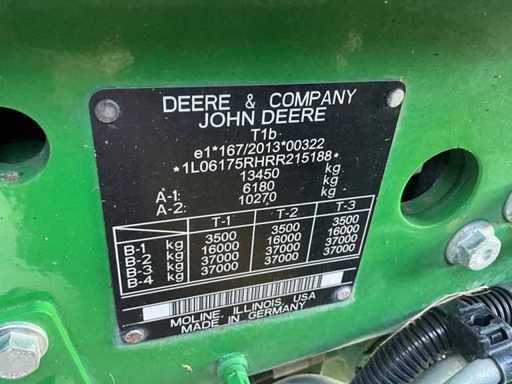 DEERE & COMPANY
JOHN DEERE
T1b
e1*167/2013*00322
*1L06175RHRR215188*
13450 kg
A-1: 6180 kg
A-2: 10270 kg
T-1 T-2 T-3
B-1 kg 3500 3500 3500
B-2 kg 16000 16000 16000
B-3 kg 37000 37000 37000
B-4 kg 37000 37000 37000
MOLINE, ILLINOIS, USA
MADE IN GERMANY